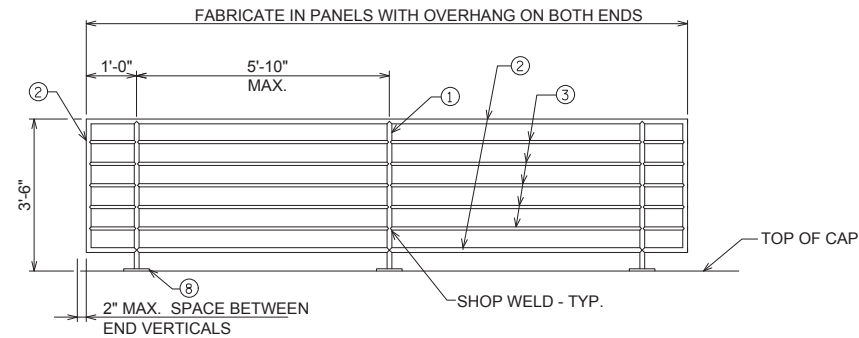 FABRICATE IN PANELS WITH OVERHANG ON BOTH ENDS
1'-0"
5'-10"
MAX.
2
2
1
3
3'-6"
TOP OF CAP
8
SHOP WELD - TYP.
2" MAX. SPACE BETWEEN
END VERTICALS